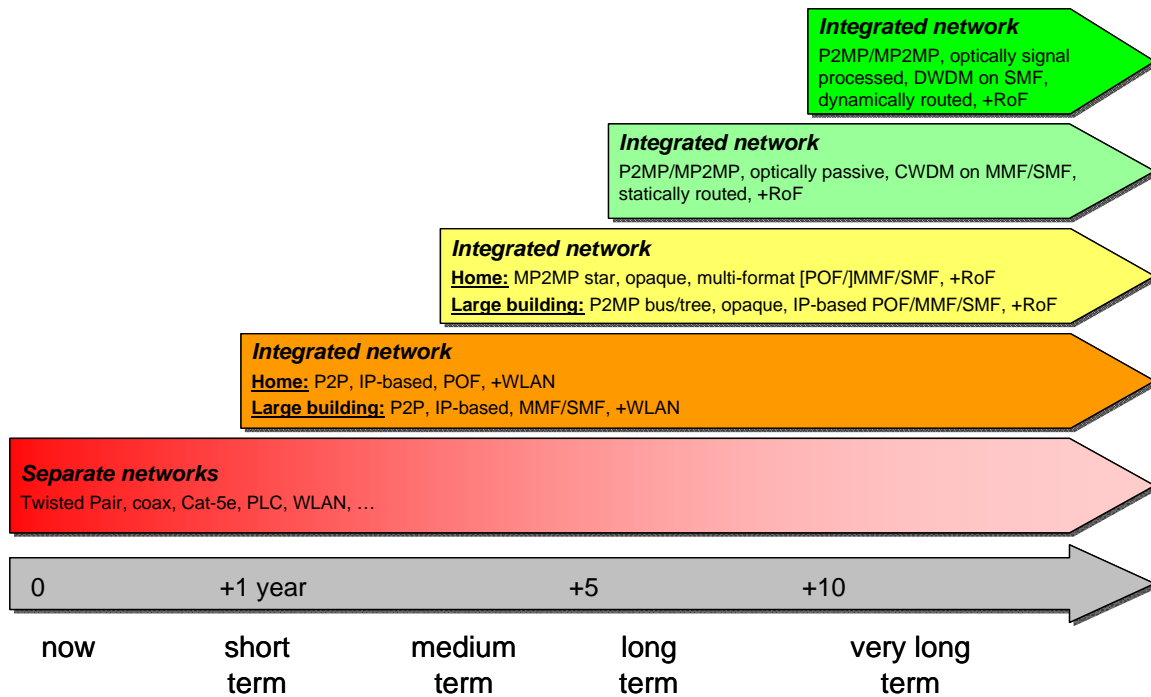 Integrated network
P2MP/MP2MP, optically signal
processed, DWDM on SMF,
dynamically routed, +RoF
Integrated network
P2MP/MP2MP, optically passive, CWDM on MMF/SMF,
statically routed, +RoF
Integrated network
Home: MP2MP star, opaque, multi-format [POF/]MMF/SMF, +RoF
Large building: P2MP bus/tree, opaque, IP-based POF/MMF/SMF, +RoF
Integrated network
Home: P2P, IP-based, POF, +WLAN
Large building: P2P, IP-based, MMF/SMF, +WLAN
Separate networks
Twisted Pair, coax, Cat-5e, PLC, WLAN, …
0 +1 year +5 +10
now short medium long very long
term term term term